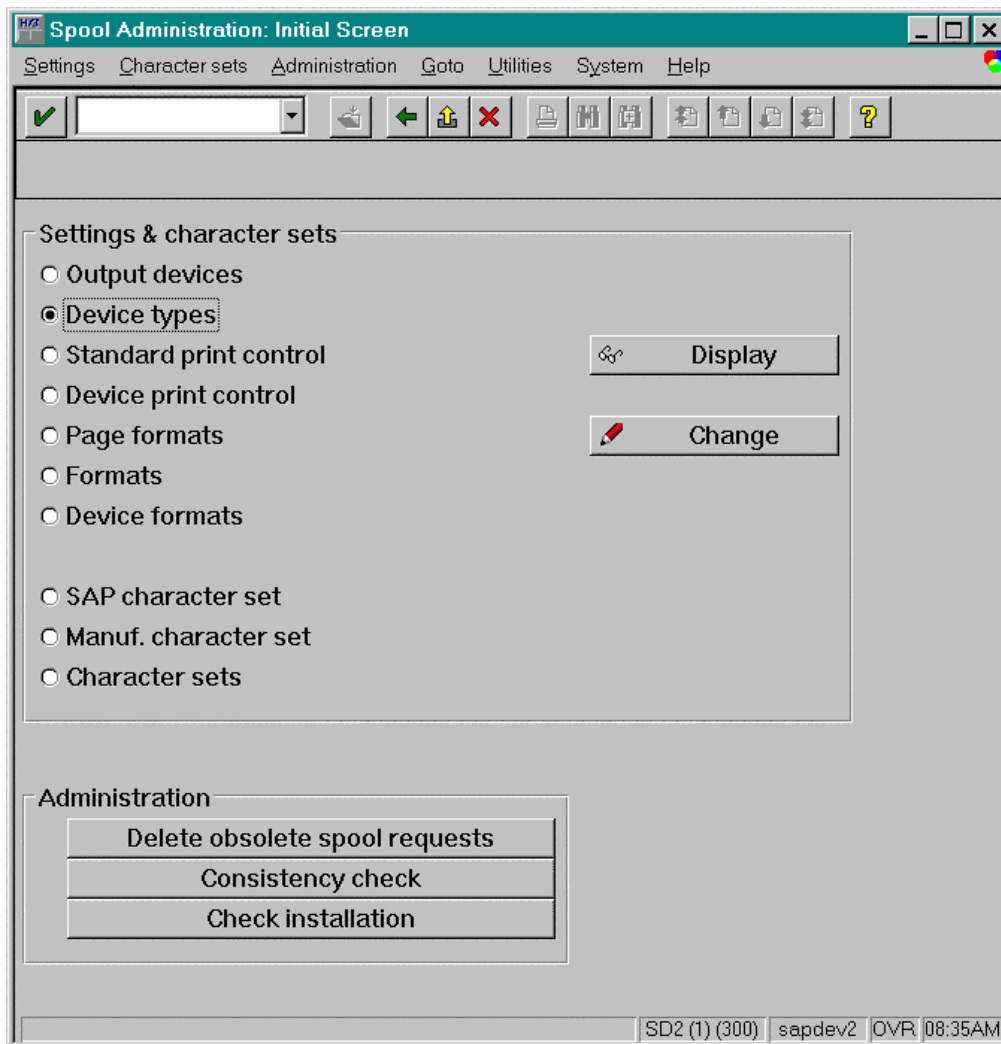 Spool Administration: Initial Screen
Settings Character sets Administration Goto Utilities System Help
Settings & character sets
Output devices
Device types
Standard print control
Display
Device print control
Page formats
Change
Formats
Device formats
SAP character set
Manuf. character set
Character sets
Administration
Delete obsolete spool requests
Consistency check
Check installation
SD2 (1) (300) sapdev2 OVR 08:35AM